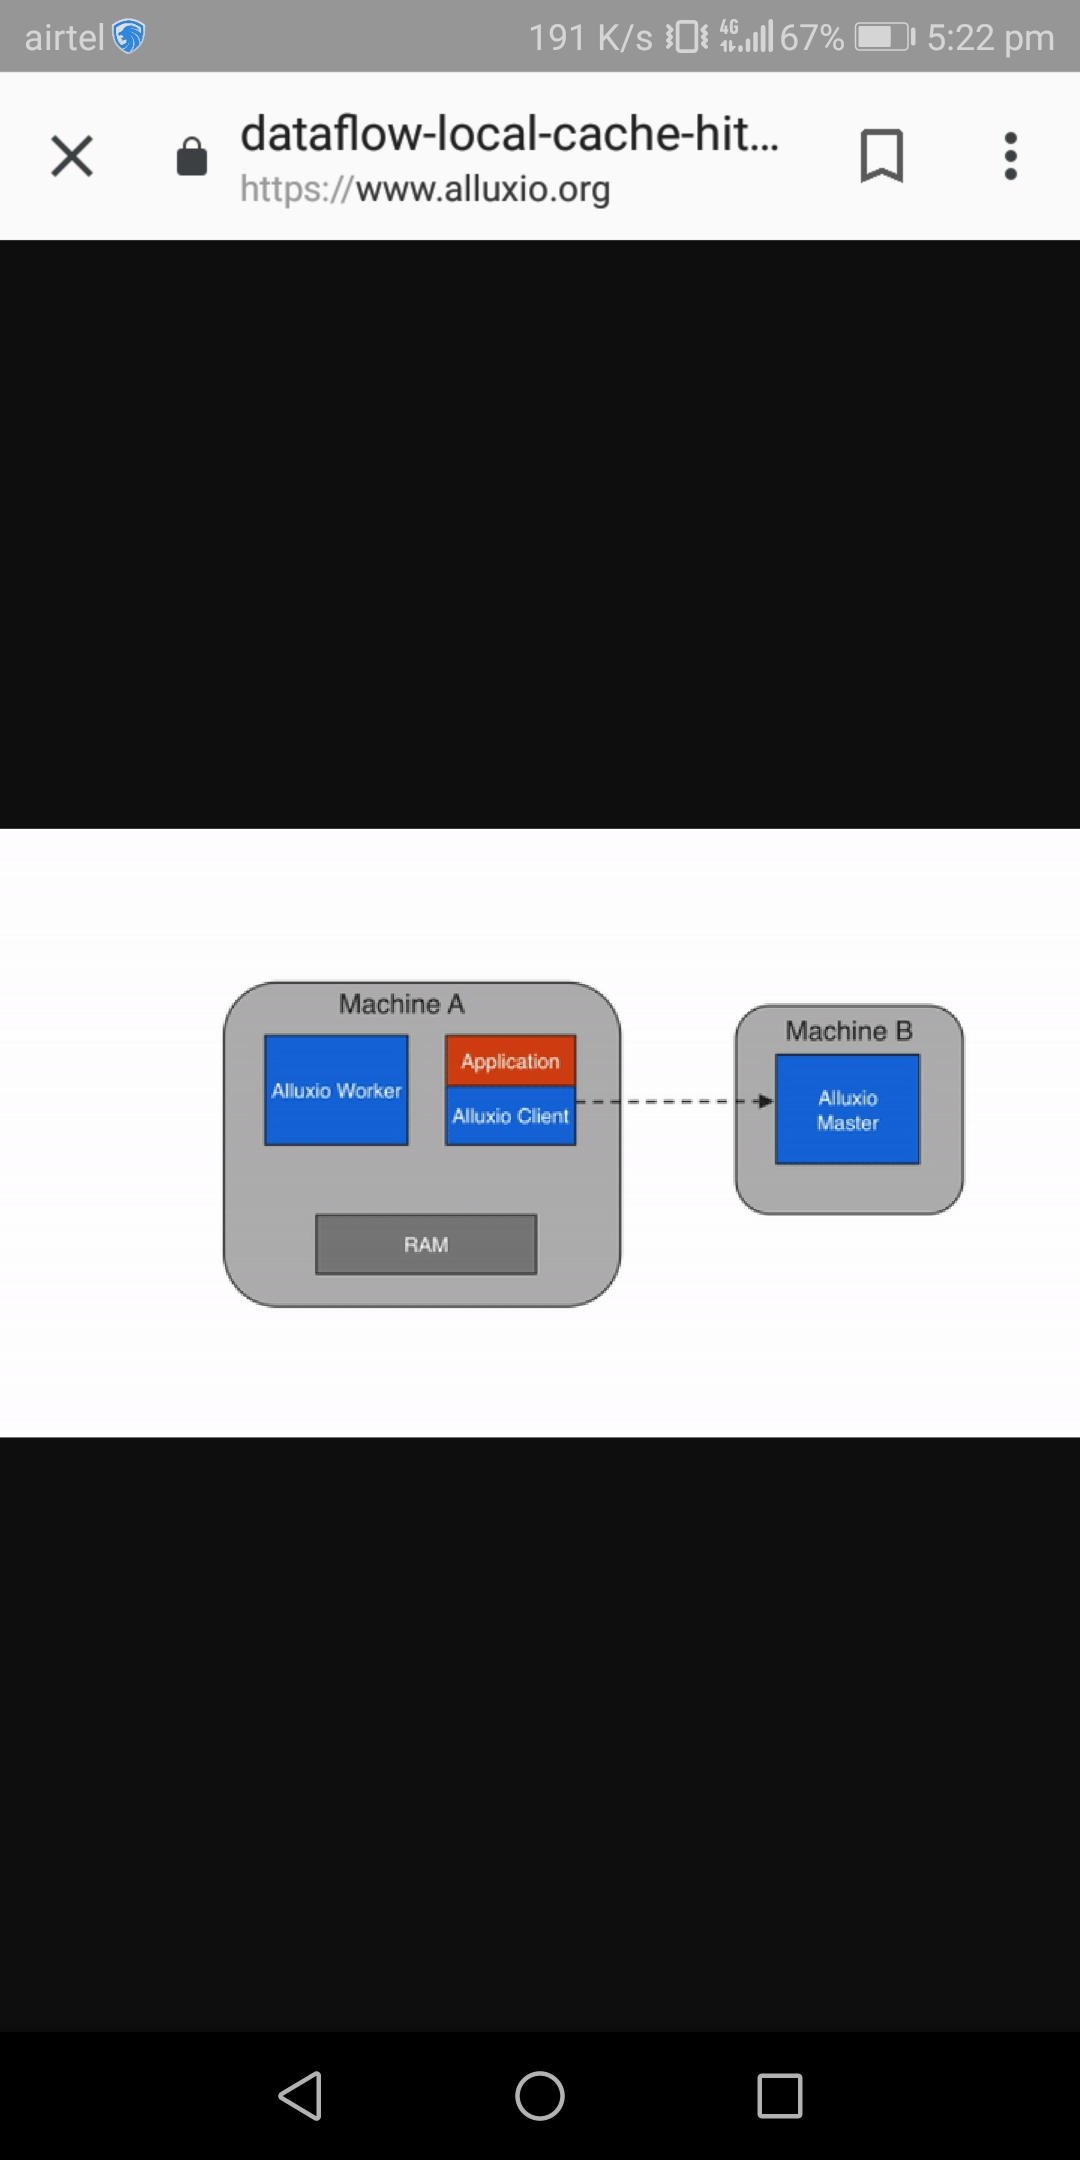 airtel 191 K/s 4G 67% 5:22 pm
dataflow-local-cache-hit...
https://www.alluxio.org
Machine A
Alluxio Worker
Application
Alluxio Client
RAM
Machine B
Alluxio
Master